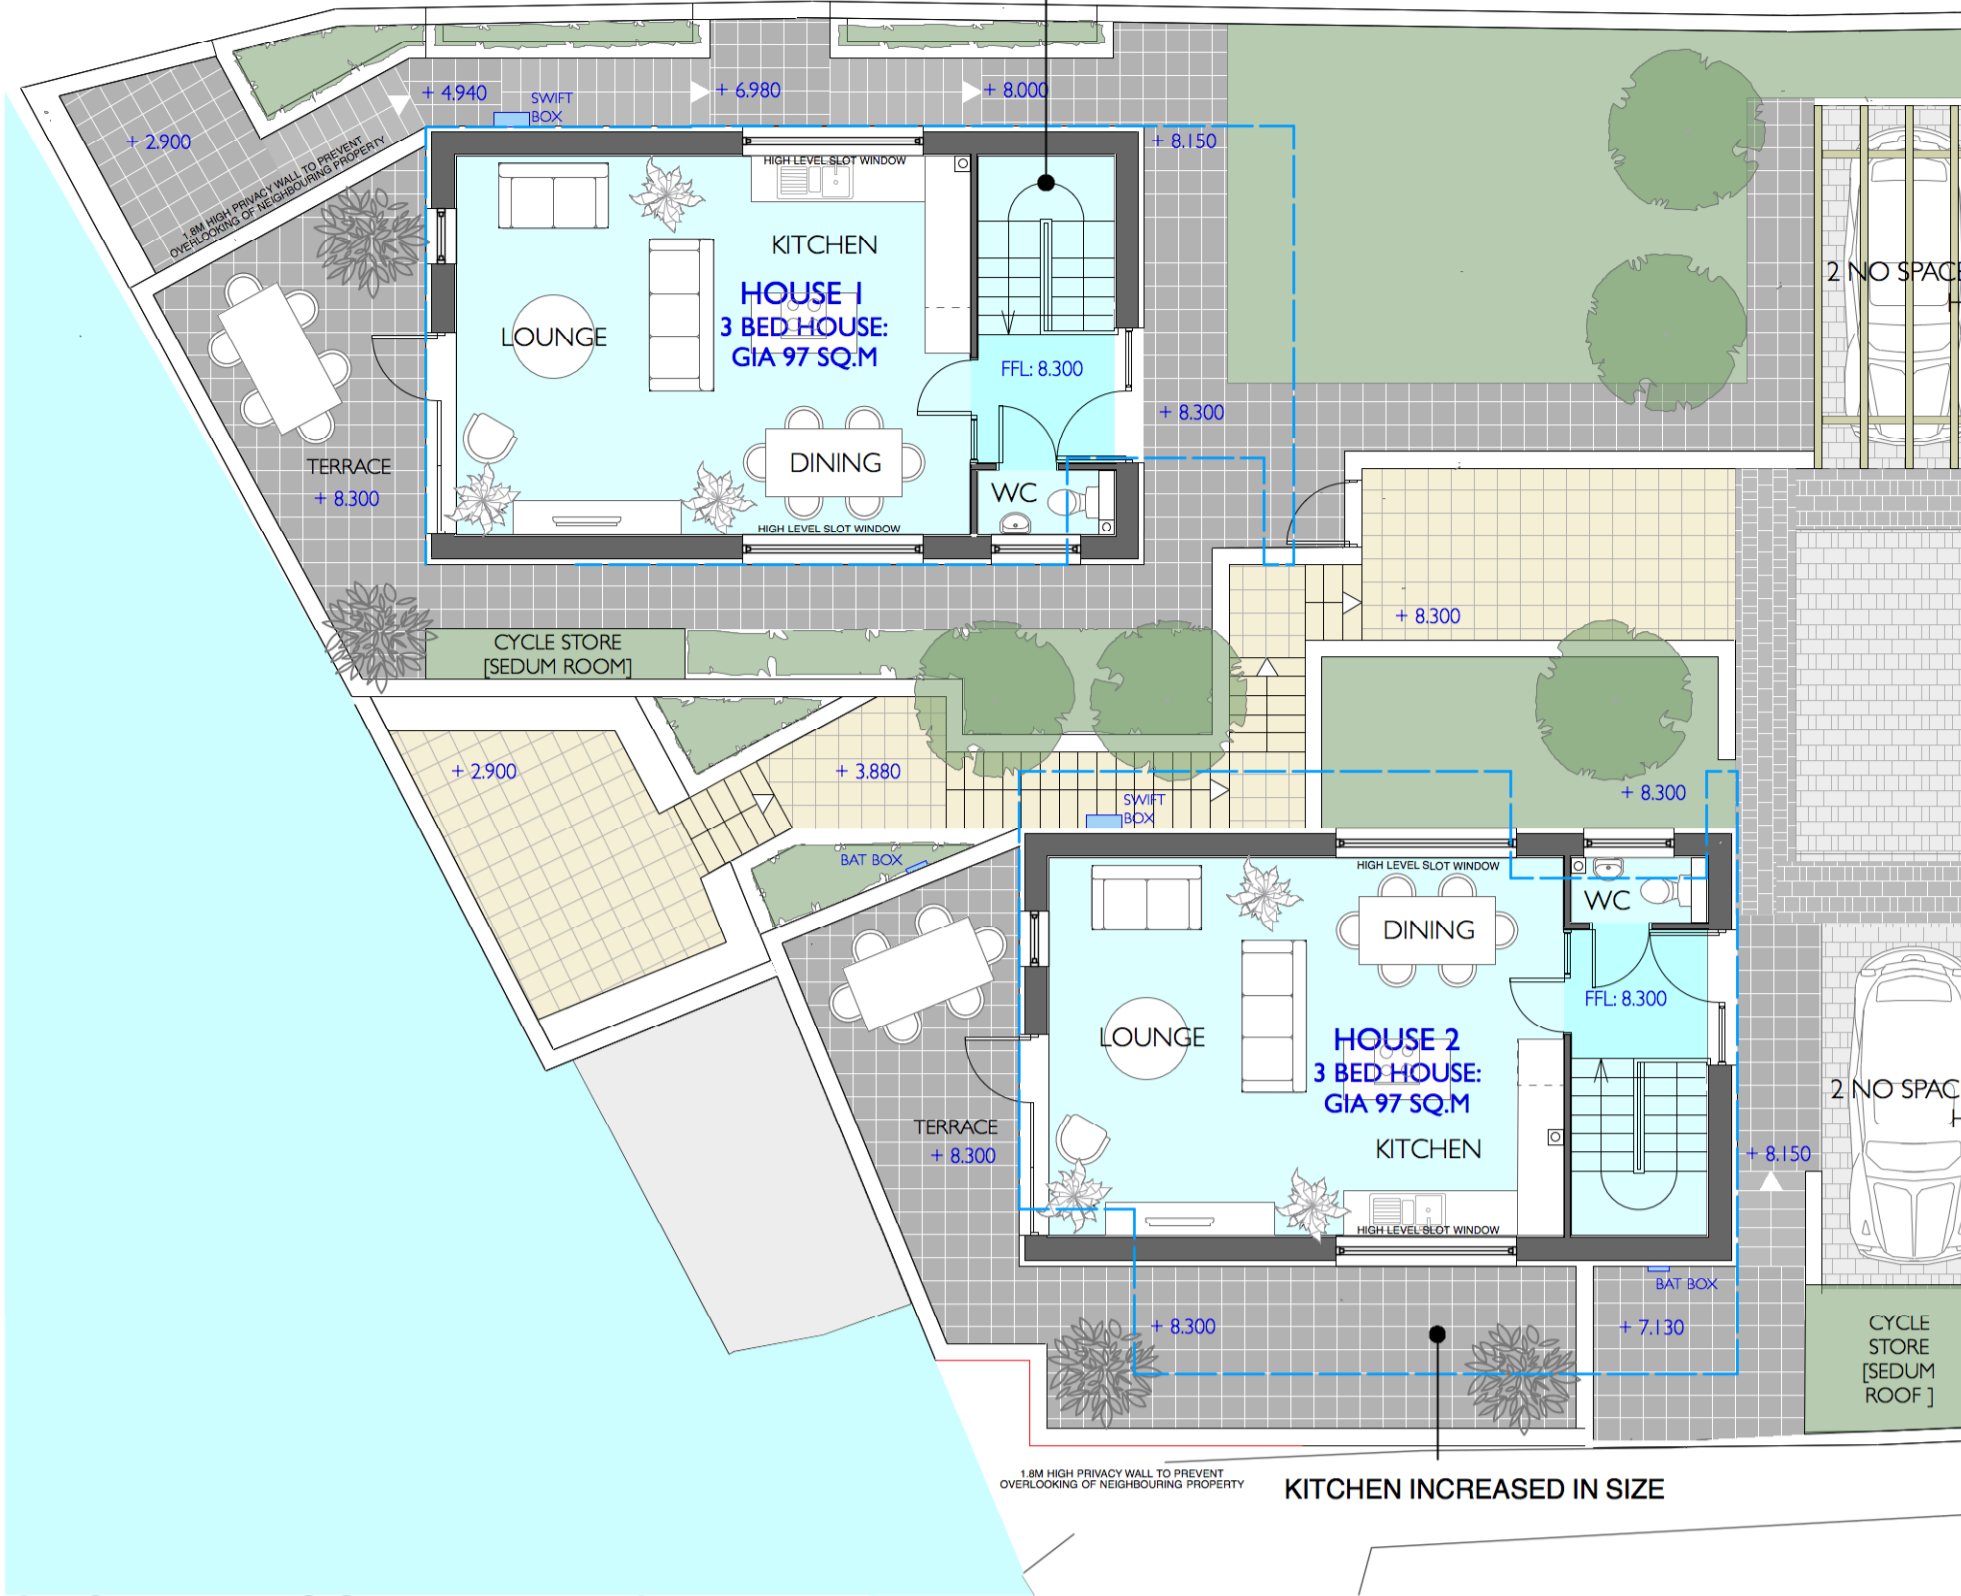 + 4.940
SWIFT
BOX
+ 6.980
+ 8.000
+ 2.900
1.8M HIGH PRIVACY WALL TO PREVENT
OVERLOOKING OF NEIGHBOURING PROPERTY
+ 8.150
HIGH LEVEL SLOT WINDOW
KITCHEN
HOUSE 1
3 BED HOUSE:
GIA 97 SQ.M
LOUNGE
FFL: 8.300
2 NO SPACE
H
+ 8.300
DINING
WC
TERRACE
+ 8.300
HIGH LEVEL SLOT WINDOW
+ 8.300
CYCLE STORE
[SEDUM ROOM]
+ 2.900
+ 3.880
+ 8.300
SWIFT
BOX
BAT BOX
HIGH LEVEL SLOT WINDOW
WC
DINING
FFL: 8.300
LOUNGE
HOUSE 2
3 BED HOUSE:
GIA 97 SQ.M
KITCHEN
2 NO SPAC
H
TERRACE
+ 8.300
+ 8.150
HIGH LEVEL SLOT WINDOW
BAT BOX
+ 8.300
+ 7.130
CYCLE
STORE
[SEDUM
ROOF ]
1.8M HIGH PRIVACY WALL TO PREVENT
OVERLOOKING OF NEIGHBOURING PROPERTY
KITCHEN INCREASED IN SIZE